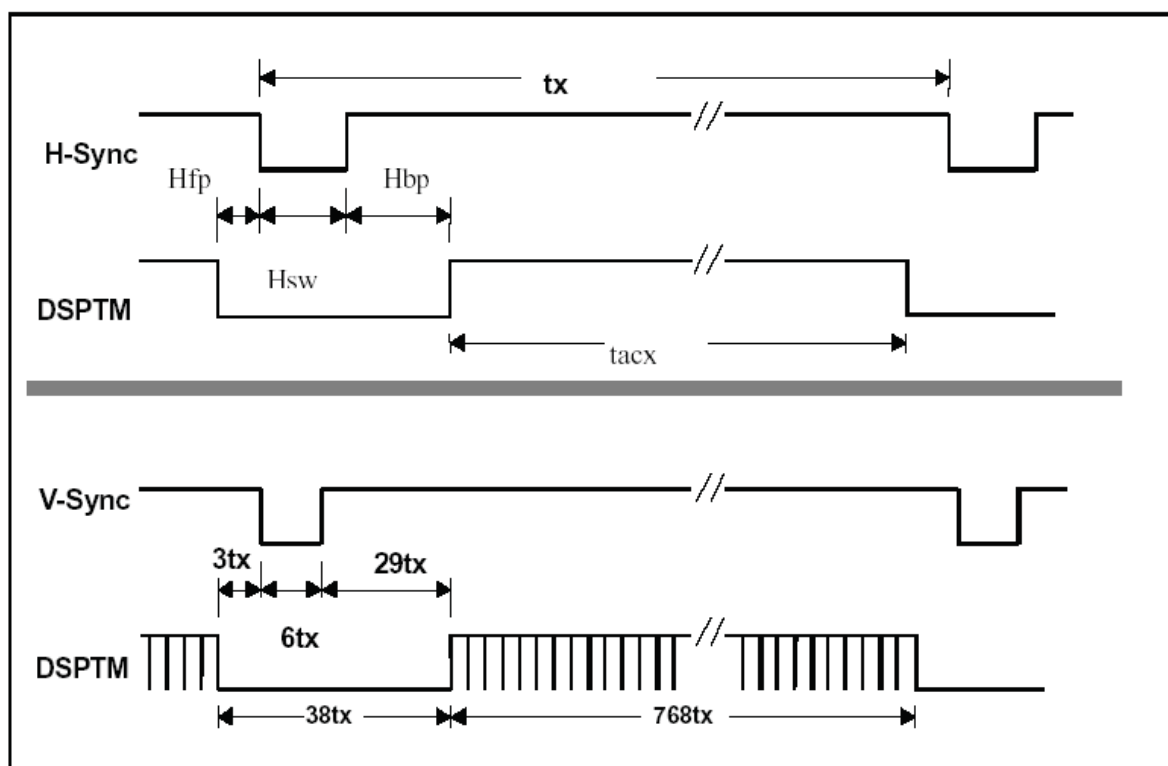 tx
H-Sync
Hfp
Hbp
Hsw
DSPTM
tacx
V-Sync
3tx
29tx
6tx
DSPTM
38tx
768tx